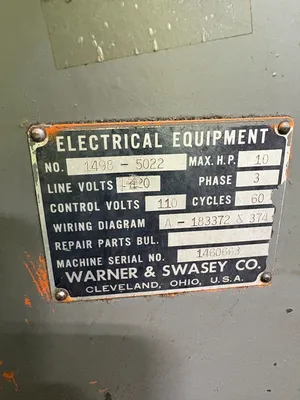 ELECTRICAL EQUIPMENT
NO. 1498 - 5022 MAX. H.P. 10
LINE VOLTS PHASE 3
CONTROL VOLTS 110 CYCLES 60
WIRING DIAGRAM A - 183372 & 374
REPAIR PARTS BUL.
MACHINE SERIAL NO.
WARNER & SWASEY CO.
CLEVELAND, OHIO, U.S.A.